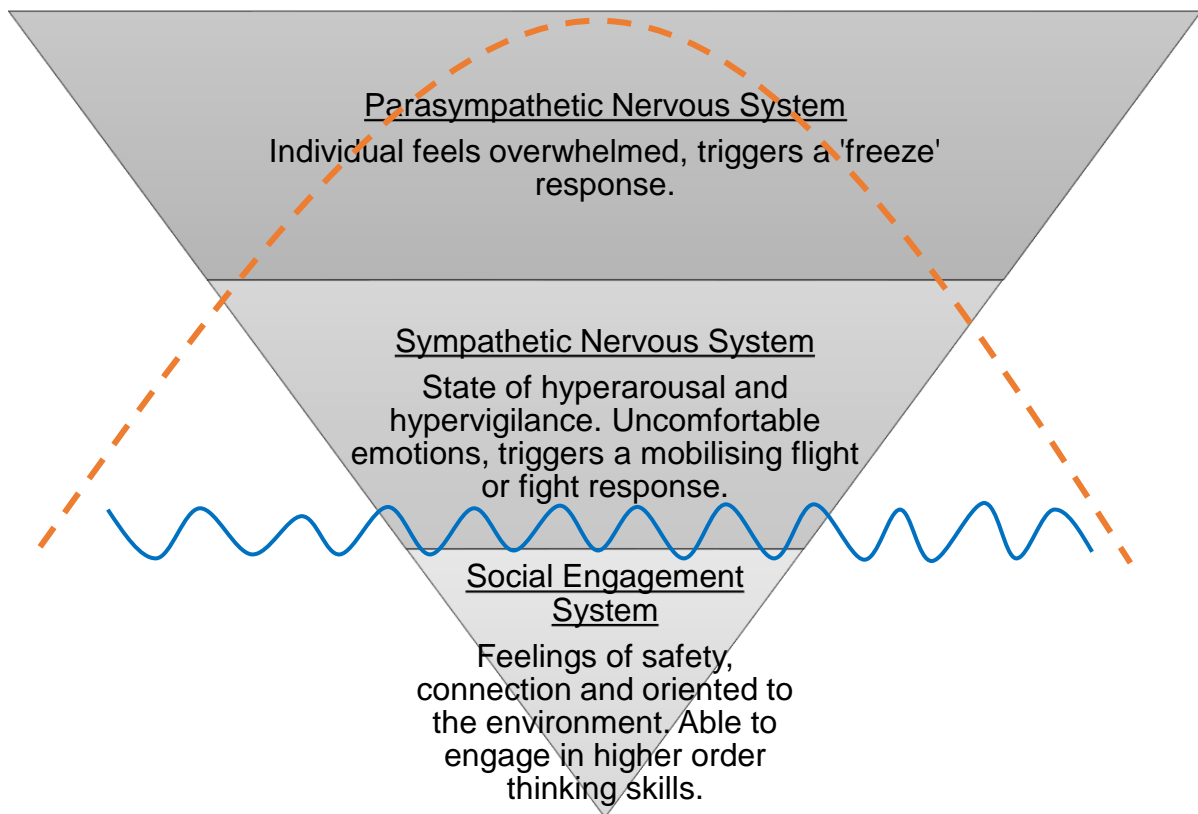 Parasympathetic Nervous System
Individual feels overwhelmed, triggers a 'freeze'
response.
Sympathetic Nervous System
State of hyperarousal and
hypervigilance. Uncomfortable
emotions, triggers a mobilising flight
or fight response.
Social Engagement
System
Feelings of safety,
connection and oriented to
the environment. Able to
engage in higher order
thinking skills.